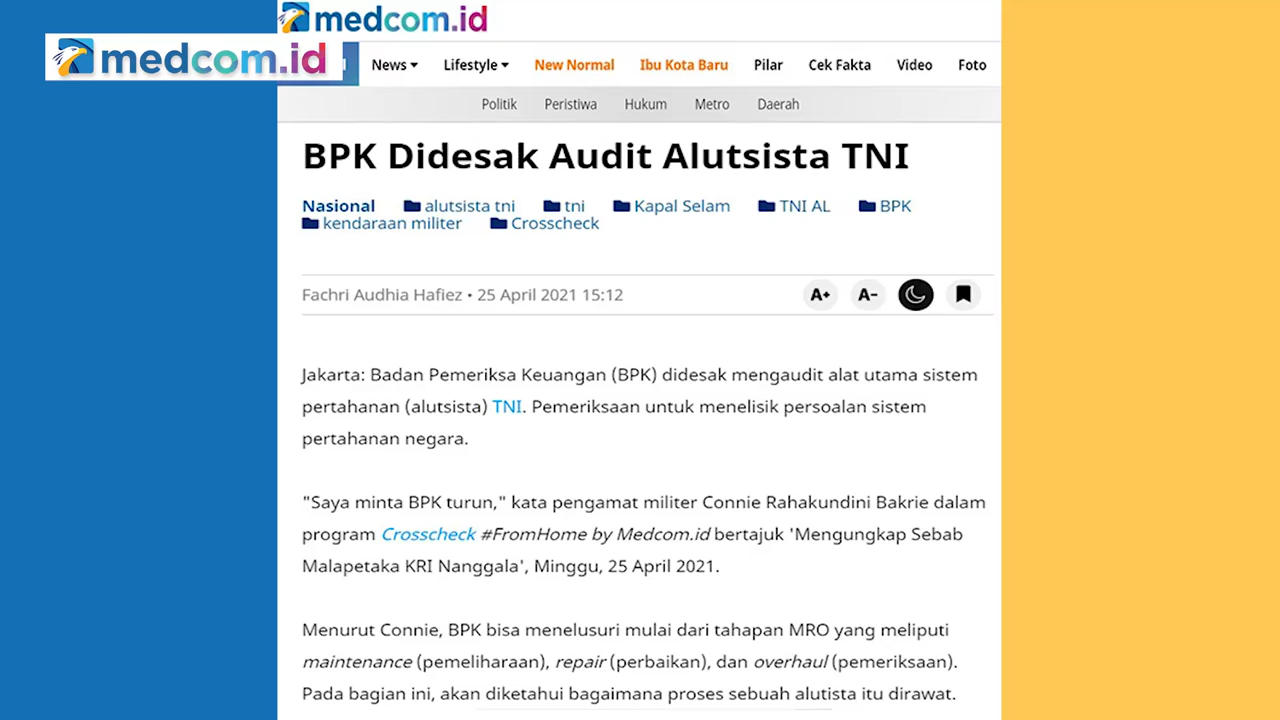 medcom.id
medcom.id
News Lifestyle New Normal Ibu Kota Baru Pilar Cek Fakta Video Foto
Politik Peristiwa Hukum Metro Daerah
BPK Didesak Audit Alutsista TNI
Nasional alutsista tni tni Kapal Selam TNI AL BPK
kendaraan militer Crosscheck
Fachri Audhia Hafiez • 25 April 2021 15:12 A+ A-
Jakarta: Badan Pemeriksa Keuangan (BPK) didesak mengaudit alat utama sistem
pertahanan (alutsista) TNI. Pemeriksaan untuk menelisik persoalan sistem
pertahanan negara.
"Saya minta BPK turun," kata pengamat militer Connie Rahakundini Bakrie dalam
program Crosscheck #FromHome by Medcom.id bertajuk 'Mengungkap Sebab
Malapetaka KRI Nanggala', Minggu, 25 April 2021.
Menurut Connie, BPK bisa menelusuri mulai dari tahapan MRO yang meliputi
maintenance (pemeliharaan), repair (perbaikan), dan overhaul (pemeriksaan).
Pada bagian ini, akan diketahui bagaimana proses sebuah alutista itu dirawat.